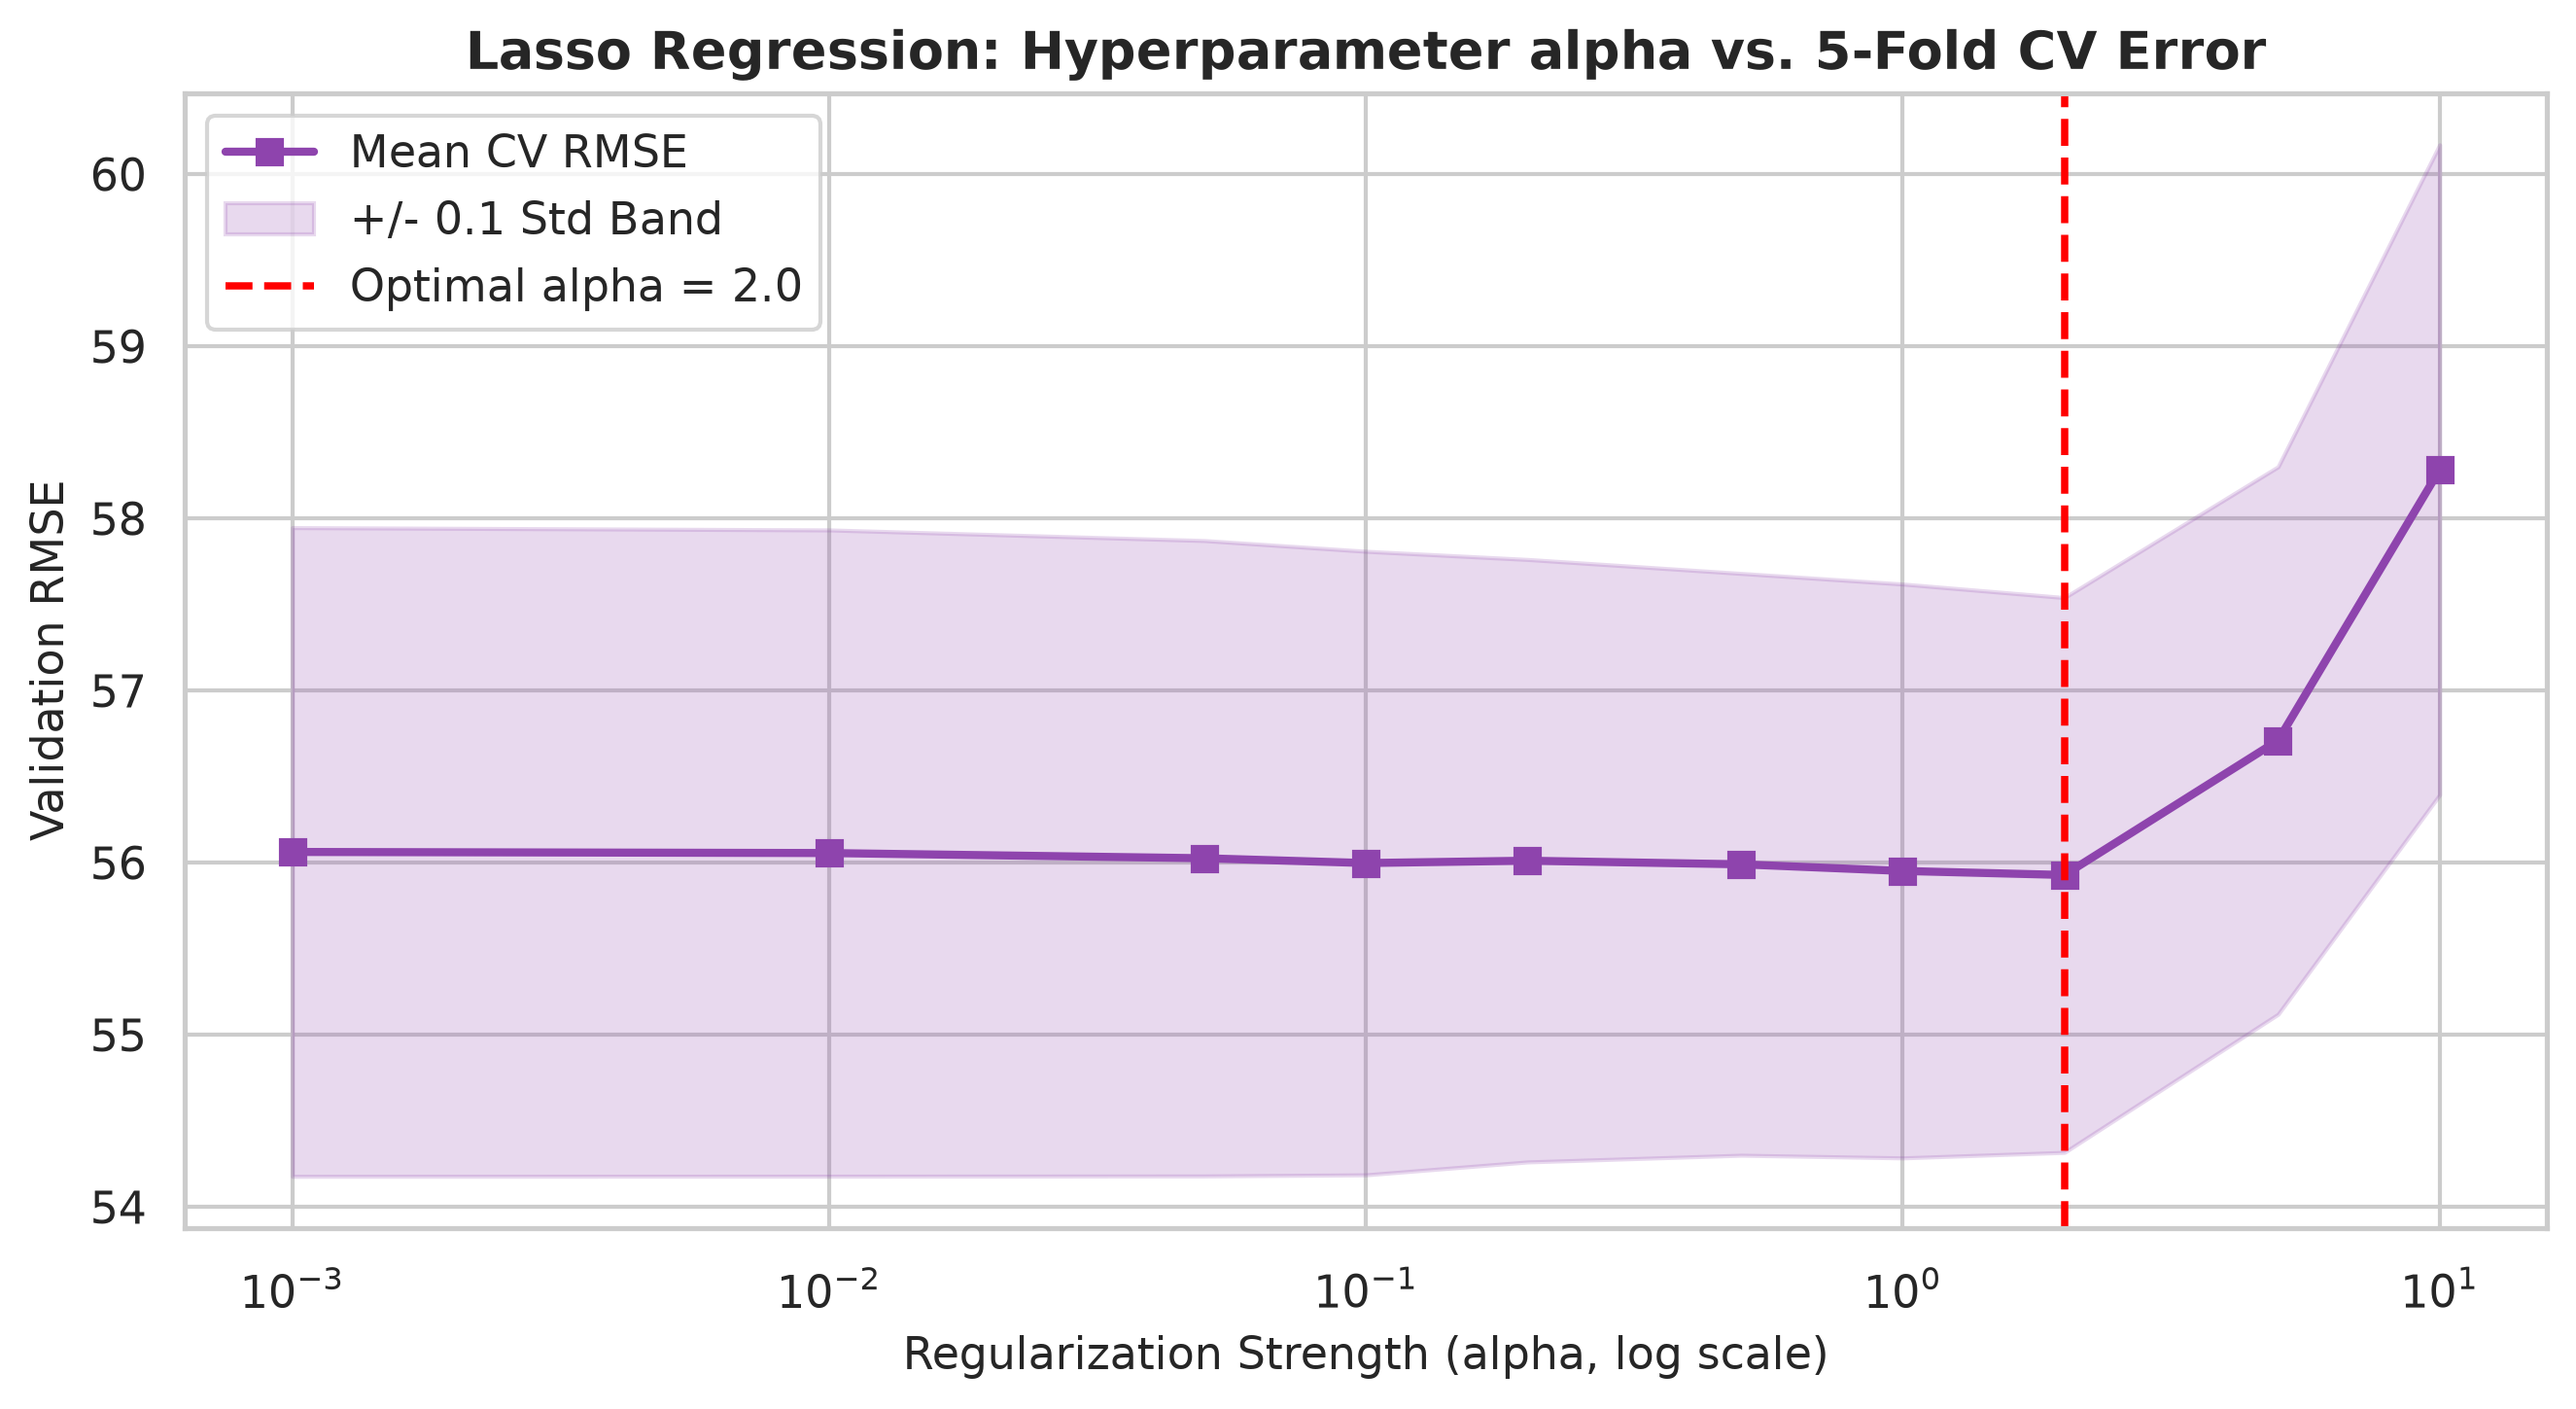 Lasso Regression: Hyperparameter alpha vs. 5-Fold CV Error
Mean CV RMSE
+/- 0.1 Std Band
Optimal alpha = 2.0
60
59
58
57
56
55
54
Validation RMSE
10⁻³
10⁻²
10⁻¹
10⁰
10¹
Regularization Strength (alpha, log scale)